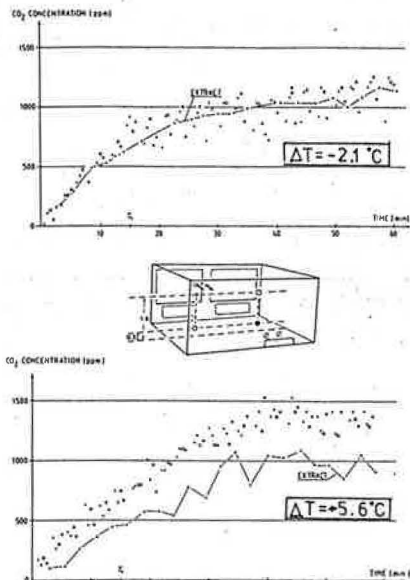 CO₂ CONCENTRATION (ppm)
1500
EXTRACT
1000
ΔT = -2.1 °C
500
TIME (min)
0
10
20
30
40
50
60
CO₂ CONCENTRATION (ppm)
1500
1000
EXTRACT
ΔT = +5.6 °C
500
TIME (min)